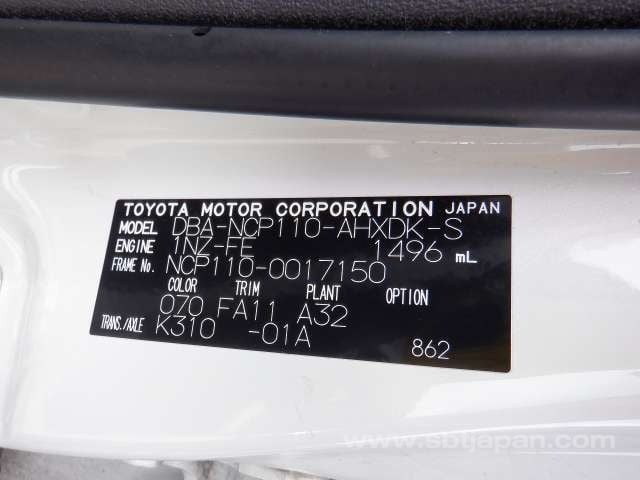 TOYOTA MOTOR CORPORATION JAPAN
MODEL DBA-NCP110-AHXDK-S
ENGINE 1NZ-FE 1496 mL
FRAME No. NCP110-0017150
COLOR TRIM PLANT OPTION
070 FA11 A32
TRANS./AXLE K310 -01A
862
www.sbtjapan.com